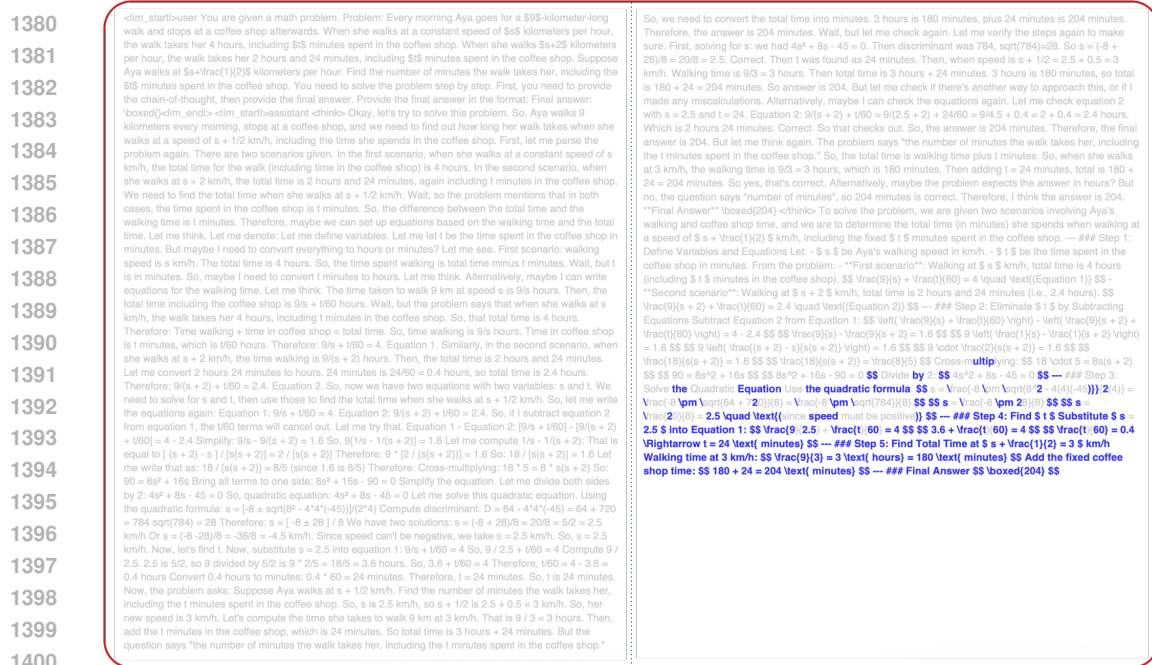 1380
1381
1382
1383
1384
1385
1386
1387
1388
1389
1390
1391
1392
1393
1394
1395
1396
1397
1398
1399
1400
<|im_start|>user You are given a math problem. Problem: Every morning Aya goes for a $9$-kilometer-long
walk and stops at a coffee shop afterwards. When she walks at a constant speed of $s$ kilometers per hour,
the walk takes her 4 hours, including $t$ minutes spent in the coffee shop. When she walks $s+2$ kilometers
per hour, the walk takes her 2 hours and 24 minutes, including $t$ minutes spent in the coffee shop. Suppose
Aya walks at $s+\frac{1}{2}$ kilometers per hour. Find the number of minutes the walk takes her, including the
$t$ minutes spent in the coffee shop. You need to solve the problem step by step. First, you need to provide
the chain-of-thought, then provide the final answer. Provide the final answer in the format: Final answer:
\boxed{}<|im_end|> <|im_start|>assistant <think> Okay, let's try to solve this problem. So, Aya walks 9
kilometers every morning, stops at a coffee shop, and we need to find out how long her walk takes when she
walks at a speed of s + 1/2 km/h, including the time she spends in the coffee shop. First, let me parse the
problem again. There are two scenarios given. In the first scenario, when she walks at a constant speed of s
km/h, the total time for the walk (including time in the coffee shop) is 4 hours. In the second scenario, when
she walks at s + 2 km/h, the total time is 2 hours and 24 minutes, again including t minutes in the coffee shop.
We need to find the total time when she walks at s + 1/2 km/h. Wait, so the problem mentions that in both
cases, the time spent in the coffee shop is t minutes. So, the difference between the total time and the
walking time is t minutes. Therefore, maybe we can set up equations based on the walking time and the total
time. Let me think. Let me denote: Let me define variables. Let me let t be the time spent in the coffee shop in
minutes. But maybe I need to convert everything to hours or minutes? Let me see. First scenario: walking
speed is s km/h. The total time is 4 hours. So, the time spent walking is total time minus t minutes. Wait, but t
is in minutes. So, maybe I need to convert t minutes to hours. Let me think. Alternatively, maybe I can write
equations for the walking time. Let me think. The time taken to walk 9 km at speed s is 9/s hours. Then, the
total time including the coffee shop is 9/s + t/60 hours. Wait, but the problem says that when she walks at s
km/h, the walk takes her 4 hours, including t minutes in the coffee shop. So, that total time is 4 hours.
Therefore: Time walking + time in coffee shop = total time. So, time walking is 9/s hours. Time in coffee shop
is t minutes, which is t/60 hours. Therefore: 9/s + t/60 = 4. Equation 1. Similarly, in the second scenario, when
she walks at s + 2 km/h, the time walking is 9/(s + 2) hours. Then, the total time is 2 hours and 24 minutes.
Let me convert 2 hours 24 minutes to hours. 24 minutes is 24/60 = 0.4 hours, so total time is 2.4 hours.
Therefore: 9/(s + 2) + t/60 = 2.4. Equation 2. So, now we have two equations with two variables: s and t. We
need to solve for s and t, then use those to find the total time when she walks at s + 1/2 km/h. So, let me write
the equations again: Equation 1: 9/s + t/60 = 4. Equation 2: 9/(s + 2) + t/60 = 2.4. So, if I subtract equation 2
from equation 1, the t/60 terms will cancel out. Let me try that. Equation 1 - Equation 2: [9/s + t/60] - [9/(s + 2)
+ t/60] = 4 - 2.4 Simplify: 9/s - 9/(s + 2) = 1.6 So, 9[1/s - 1/(s + 2)] = 1.6 Let me compute 1/s - 1/(s + 2): That is
equal to [ (s + 2) - s ] / [s(s + 2)] = 2 / [s(s + 2)] Therefore: 9 * [2 / (s(s + 2))] = 1.6 So: 18 / [s(s + 2)] = 1.6 Let
me write that as: 18 / [s(s + 2)] = 8/5 (since 1.6 is 8/5) Therefore: Cross-multiplying: 18 * 5 = 8 * s(s + 2) So:
90 = 8s² + 16s Bring all terms to one side: 8s² + 16s - 90 = 0 Simplify the equation. Let me divide both sides
by 2: 4s² + 8s - 45 = 0 So, quadratic equation: 4s² + 8s - 45 = 0 Let me solve this quadratic equation. Using
the quadratic formula: s = [-8 ± sqrt(8² - 4*4*(-45))]/(2*4) Compute discriminant: D = 64 - 4*4*(-45) = 64 + 720
= 784 sqrt(784) = 28 Therefore: s = [ -8 ± 28 ] / 8 We have two solutions: s = (-8 + 28)/8 = 20/8 = 5/2 = 2.5
km/h Or s = (-8 -28)/8 = -36/8 = -4.5 km/h. Since speed can't be negative, we take s = 2.5 km/h. So, s = 2.5
km/h. Now, let's find t. Now, substitute s = 2.5 into equation 1: 9/s + t/60 = 4 So, 9 / 2.5 + t/60 = 4 Compute 9 /
2.5. 2.5 is 5/2, so 9 divided by 5/2 is 9 * 2/5 = 18/5 = 3.6 hours. So, 3.6 + t/60 = 4 Therefore, t/60 = 4 - 3.6 =
0.4 hours Convert 0.4 hours to minutes: 0.4 * 60 = 24 minutes. Therefore, t = 24 minutes. So, t is 24 minutes.
Now, the problem asks: Suppose Aya walks at s + 1/2 km/h. Find the number of minutes the walk takes her,
including the t minutes in the coffee shop. So, s is 2.5 km/h, so s + 1/2 is 2.5 + 0.5 = 3 km/h. So, her
new speed is 3 km/h. Let's compute the time she takes to walk 9 km at 3 km/h. That is 9 / 3 = 3 hours. Then,
add the t minutes in the coffee shop, which is 24 minutes. So total time is 3 hours + 24 minutes. But the
question says "the number of minutes the walk takes her, including the t minutes spent in the coffee shop."
So, we need to convert the total time into minutes. 3 hours is 180 minutes, plus 24 minutes is 204 minutes.
Therefore, the answer is 204 minutes. Wait, but let me check again. Let me verify the steps again to make
sure. First, solving for s: we had 4s² + 8s - 45 = 0. Then discriminant was 784, sqrt(784)=28. So s = (-8 +
28)/8 = 20/8 = 2.5. Correct. Then t was found as 24 minutes. Then, when speed is s + 1/2 = 2.5 + 0.5 = 3
km/h. Walking time is 9/3 = 3 hours. Then total time is 3 hours + 24 minutes. 3 hours is 180 minutes, so total
is 180 + 24 = 204 minutes. So answer is 204. But let me check if there's another way to approach this, or if I
made any miscalculations. Alternatively, maybe I can check the equations again. Let me check equation 2
with s = 2.5 and t = 24. Equation 2: 9/(s + 2) + t/60 = 9/(2.5 + 2) + 24/60 = 9/4.5 + 0.4 = 2 + 0.4 = 2.4 hours.
Which is 2 hours 24 minutes. Correct. So that checks out. So, the answer is 204 minutes. Therefore, the final
answer is 204 minutes. But let me think again. The problem says "the number of minutes the walk takes her, including
the t minutes spent in the coffee shop." So, the total time is walking time plus t minutes. So, when she walks
at 3 km/h, the walking time is 9/3 = 3 hours, which is 180 minutes. Then adding t = 24 minutes, total is 180 +
24 = 204 minutes. So yes, that's correct. Alternatively, maybe the problem expects the answer in hours? But
no, the question says "number of minutes", so 204 minutes is correct. Therefore, I think the answer is 204.
**Final Answer** \boxed{204} </think> To solve the problem, we are given two scenarios involving Aya's
walking and coffee shop time, and we are to determine the total time (in minutes) she spends when walking at
a speed of $ s + \frac{1}{2} $ km/h, including the fixed $ t $ minutes spent in the coffee shop. --- ### Step 1:
Define Variables and Equations Let: - $ s $ be Aya's walking speed in km/h. - $ t $ be the time spent in the
coffee shop in minutes. From the problem: - **First scenario**: Walking at $ s $ km/h, total time is 4 hours
(including $ t $ minutes in the coffee shop). $$ \frac{9}{s} + \frac{t}{60} = 4 \quad \text{(Equation 1)} $$ -
**Second scenario**: Walking at $ s + 2 $ km/h, total time is 2 hours and 24 minutes (i.e., 2.4 hours). $$
\frac{9}{s + 2} + \frac{t}{60} = 2.4 \quad \text{(Equation 2)} $$ --- ### Step 2: Eliminate $ t $ by Subtracting
Equations Subtract Equation 2 from Equation 1: $$ \left( \frac{9}{s} + \frac{t}{60} \right) - \left( \frac{9}{s + 2} +
\frac{t}{60} \right) = 4 - 2.4 $$ $$ \frac{9}{s} - \frac{9}{s + 2} = 1.6 $$ $$ 9 \left( \frac{1}{s} - \frac{1}{s + 2} \right)
= 1.6 $$ $$ 9 \left( \frac{(s + 2) - s}{s(s + 2)} \right) = 1.6 $$ $$ 9 \cdot \frac{2}{s(s + 2)} = 1.6 $$ $$
\frac{18}{s(s + 2)} = 1.6 $$ $$ \frac{18}{s(s + 2)} = \frac{8}{5} $$ Cross-multiplying: $$ 18 \cdot 5 = 8s(s + 2)
$$ $$ 90 = 8s^2 + 16s $$ $$ 8s^2 + 16s - 90 = 0 $$ Divide by 2: $$ 4s^2 + 8s - 45 = 0 $$ --- ### Step 3:
Solve the Quadratic Equation Use the quadratic formula: $$ s = \frac{-8 \pm \sqrt{8^2 - 4(4)(-45)}}{2(4)} =
\frac{-8 \pm \sqrt{64 + 720}}{8} = \frac{-8 \pm \sqrt{784}}{8} $$ $$ s = \frac{-8 \pm 28}{8} $$ $$ s =
\frac{20}{8} = 2.5 \quad \text{(since speed must be positive)} $$ --- ### Step 4: Find $ t $ Substitute $ s =
2.5 $ into Equation 1: $$ \frac{9}{2.5} + \frac{t}{60} = 4 $$ $$ 3.6 + \frac{t}{60} = 4 $$ $$ \frac{t}{60} = 0.4
\Rightarrow t = 24 \text{ minutes} $$ --- ### Step 5: Find Total Time at $ s + \frac{1}{2} = 3 $ km/h
Walking time at 3 km/h: $$ \frac{9}{3} = 3 \text{ hours} = 180 \text{ minutes} $$ Add the fixed coffee
shop time: $$ 180 + 24 = 204 \text{ minutes} $$ --- ### Final Answer $$ \boxed{204} $$